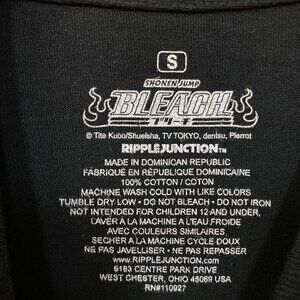 S
SHONEN JUMP
BLEACH
© Tite Kubo/Shueisha, TV TOKYO, dentsu, Pierrot
RIPPLE JUNCTION™
MADE IN DOMINICAN REPUBLIC
FABRIQUÉ EN RÉPUBLIQUE DOMINICAINE
100% COTTON / COTON
MACHINE WASH COLD WITH LIKE COLORS
TUMBLE DRY LOW - DO NOT BLEACH - DO NOT IRON
NOT INTENDED FOR CHILDREN 12 AND UNDER.
LAVER A LA MACHINE A L'EAU FROIDE
AVEC COULEURS SIMILAIRES
SECHER A LA MACHINE CYCLE DOUX
NE PAS JAVELLISER - NE PAS REPASSER
www.RIPPLEJUNCTION.com
6183 CENTRE PARK DRIVE
WEST CHESTER, OHIO 45069 USA
RN#110927